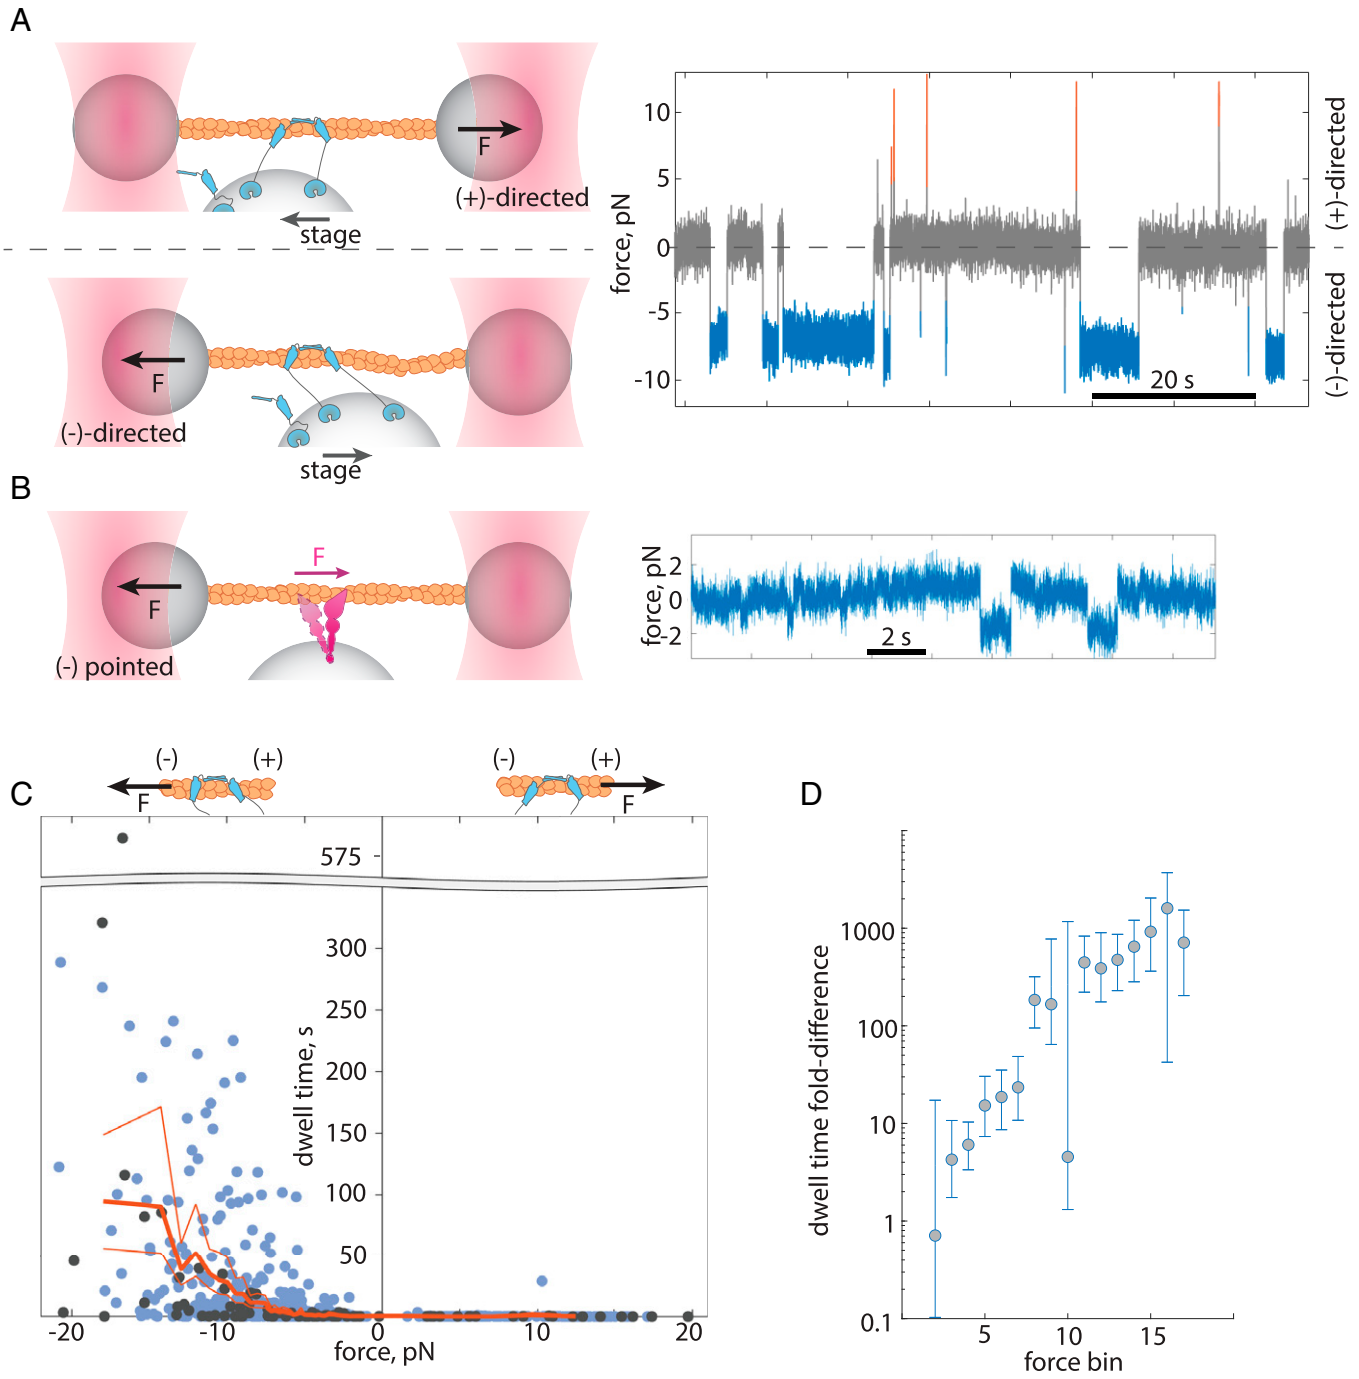 A
F
(+)-directed
stage
F
(-)-directed
stage
force, pN
10
5
0
-5
-10
20 s
(+)-directed
(-)-directed
B
F
F
(-) pointed
force, pN
2
0
-2
2 s
C
(-) (+)
F
(-) (+)
F
575
300
250
200
150
100
50
dwell time, s
-20 -10 0 10 20
force, pN
D
dwell time fold-difference
1000
100
10
1
0.1
5 10 15
force bin